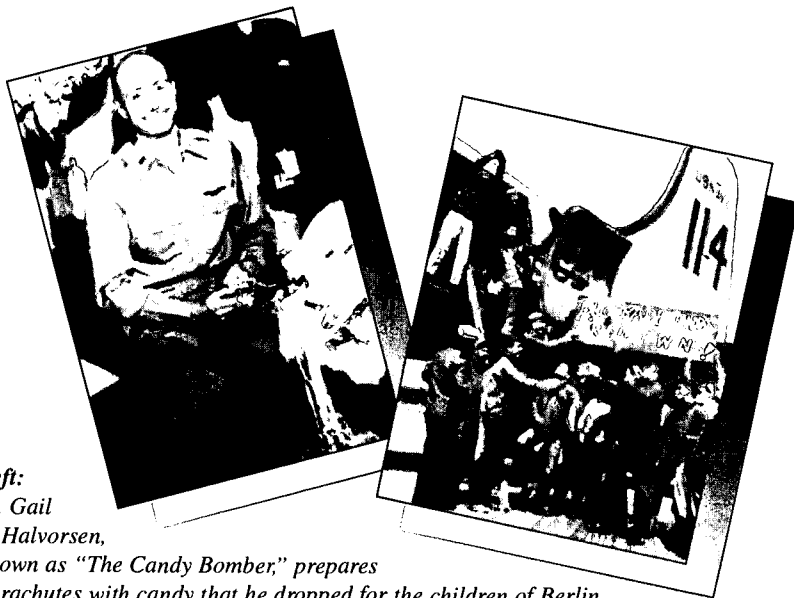 ft:
Gail
Halvorsen,
own as “The Candy Bomber,” prepares
rachutes with candy that he dropped for the children of Berlin
114